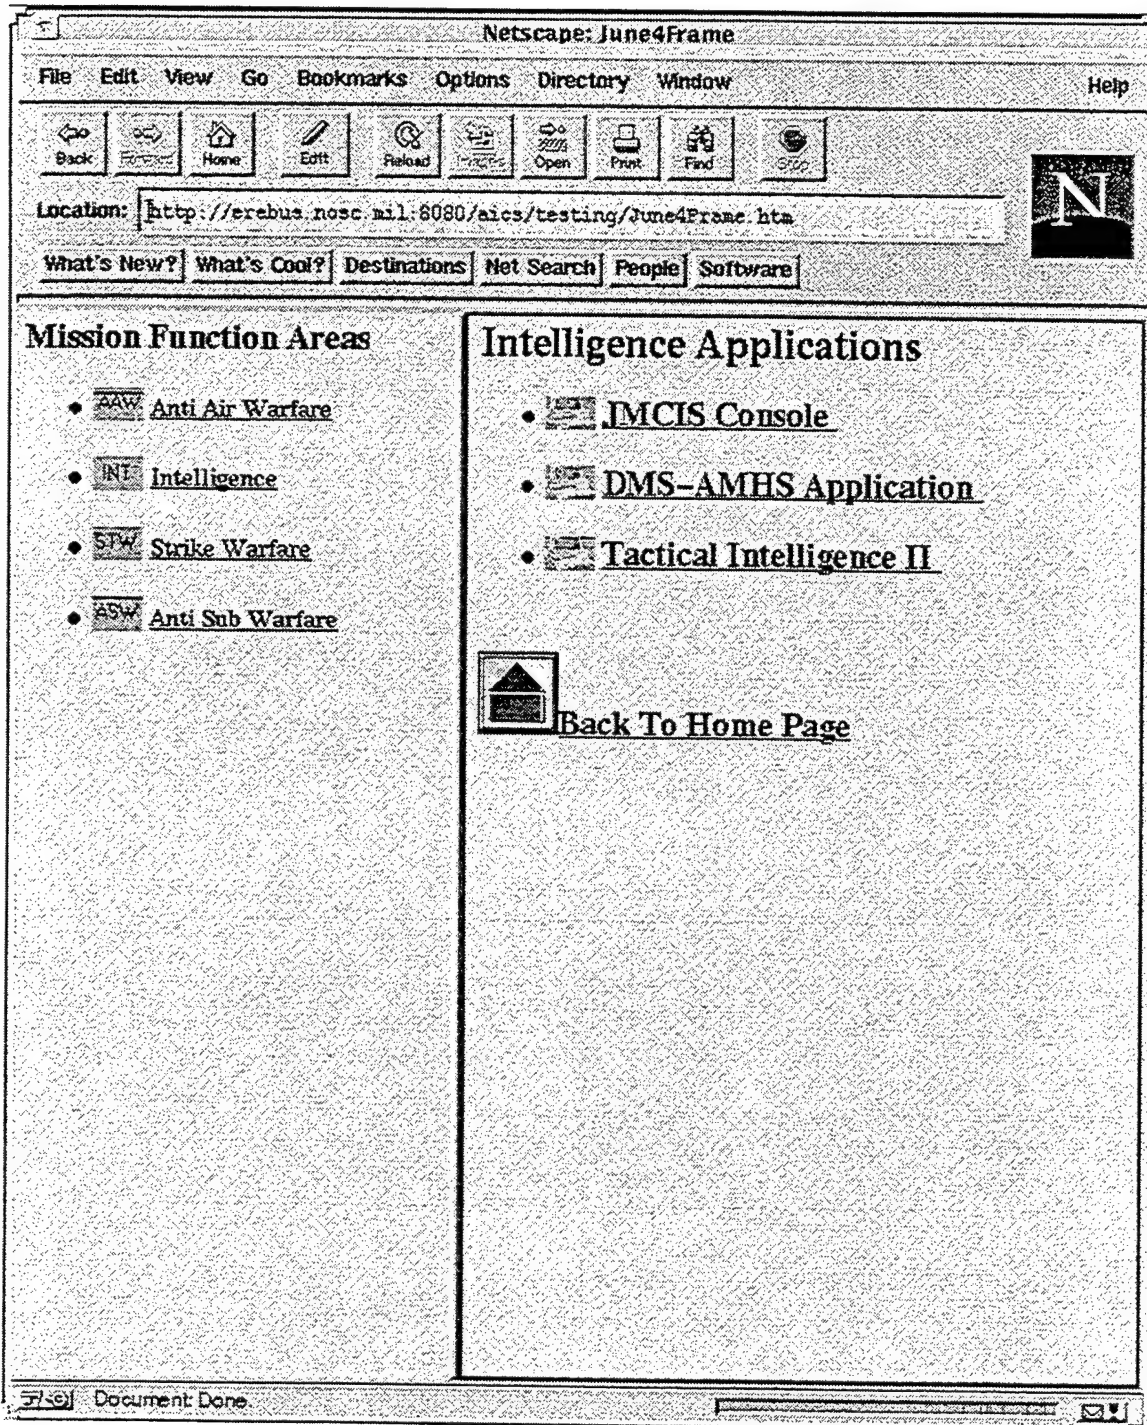 Netscape: June4Frame
File Edit View Go Bookmarks Options Directory Window Help
Back Forward Home Edit Reload Images Open Print Find Stop
N
Location: http://erebus.nosc.mil:8080/aics/testing/June4Frame.htm
What's New? What's Cool? Destinations Net Search People Software
Mission Function Areas
AAW Anti Air Warfare
INT Intelligence
STW Strike Warfare
ASW Anti Sub Warfare
Intelligence Applications
JMCIS Console
DMS-AMHS Application
Tactical Intelligence II
Back To Home Page
Document: Done